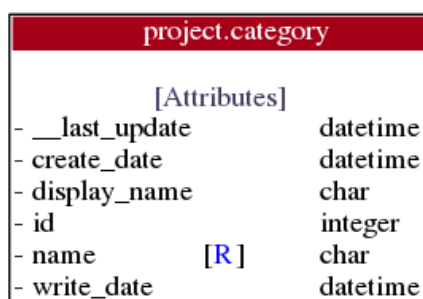 project.category
[Attributes]
- __last_update datetime
- create_date datetime
- display_name char
- id integer
- name [R] char
- write_date datetime